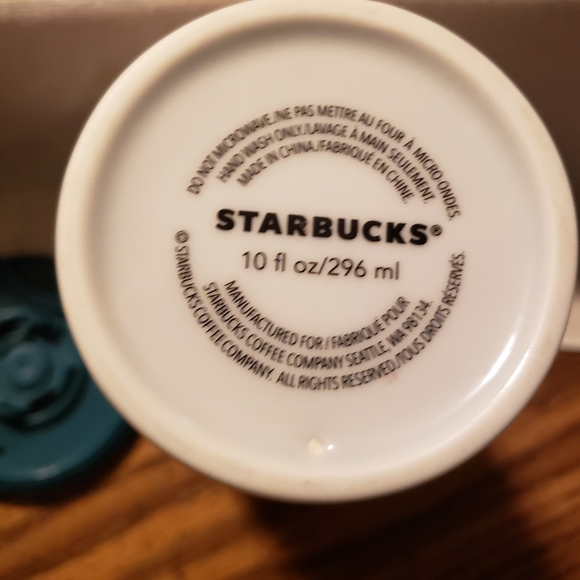 DO NOT MICROWAVE./NE PAS METTRE AU FOUR À MICRO ONDES.
HAND WASH ONLY./LAVAGE À MAIN SEULEMENT.
MADE IN CHINA./FABRIQUÉ EN CHINE.
STARBUCKS®
10 fl oz/296 ml
MANUFACTURED FOR / FABRIQUÉ POUR
STARBUCKS COFFEE COMPANY SEATTLE, WA 98134.
© STARBUCKS COFFEE COMPANY. ALL RIGHTS RESERVED./TOUS DROITS RÉSERVÉS.